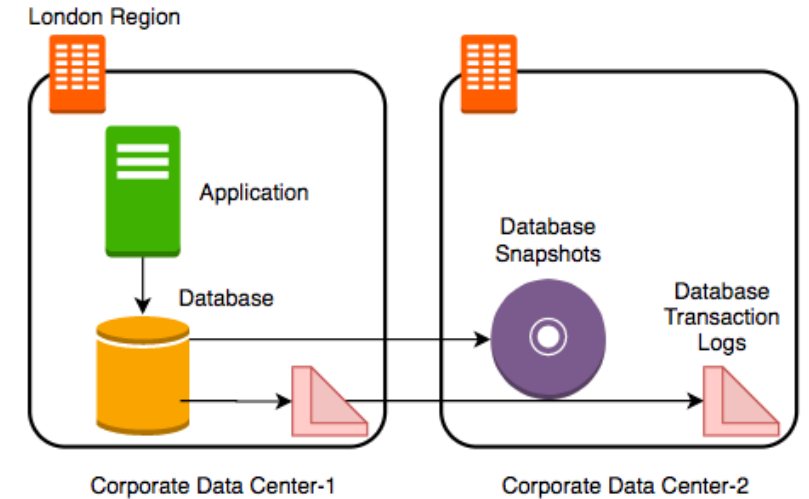 London Region
Application
Database
Database
Snapshots
Database
Transaction
Logs
Corporate Data Center-1
Corporate Data Center-2